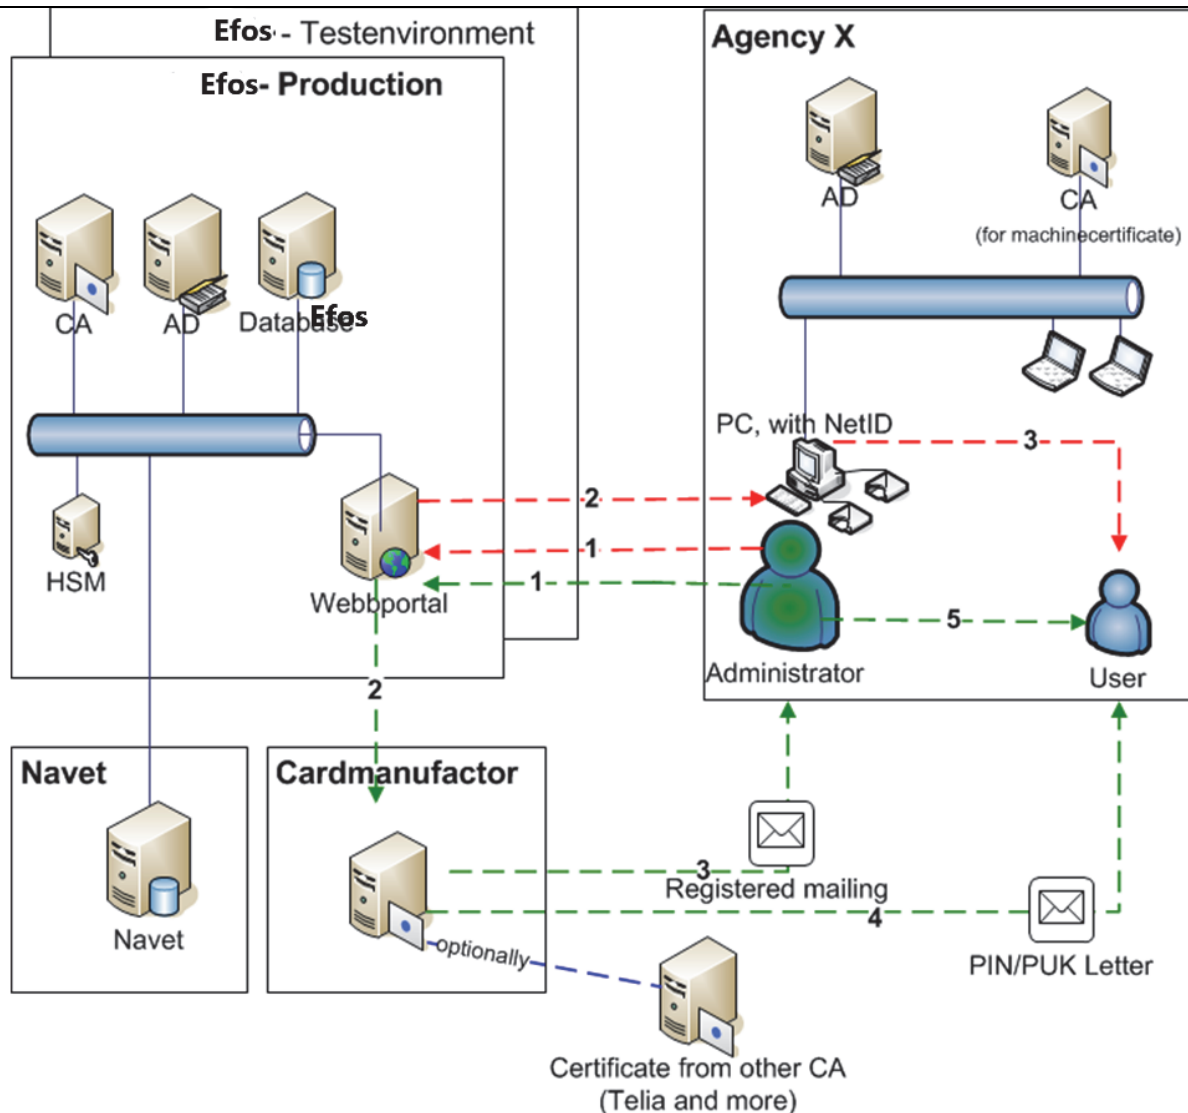 Efos - Testenvironment
Efos- Production
CA
AD
Database
Efos
HSM
Webbportal
Agency X
AD
CA
(for machinecertificate)
PC, with NetID
3
2
1
1
5
Administrator
User
2
Navet
Navet
Cardmanufactor
3
Registered mailing
4
PIN/PUK Letter
optionally
Certificate from other CA
(Telia and more)